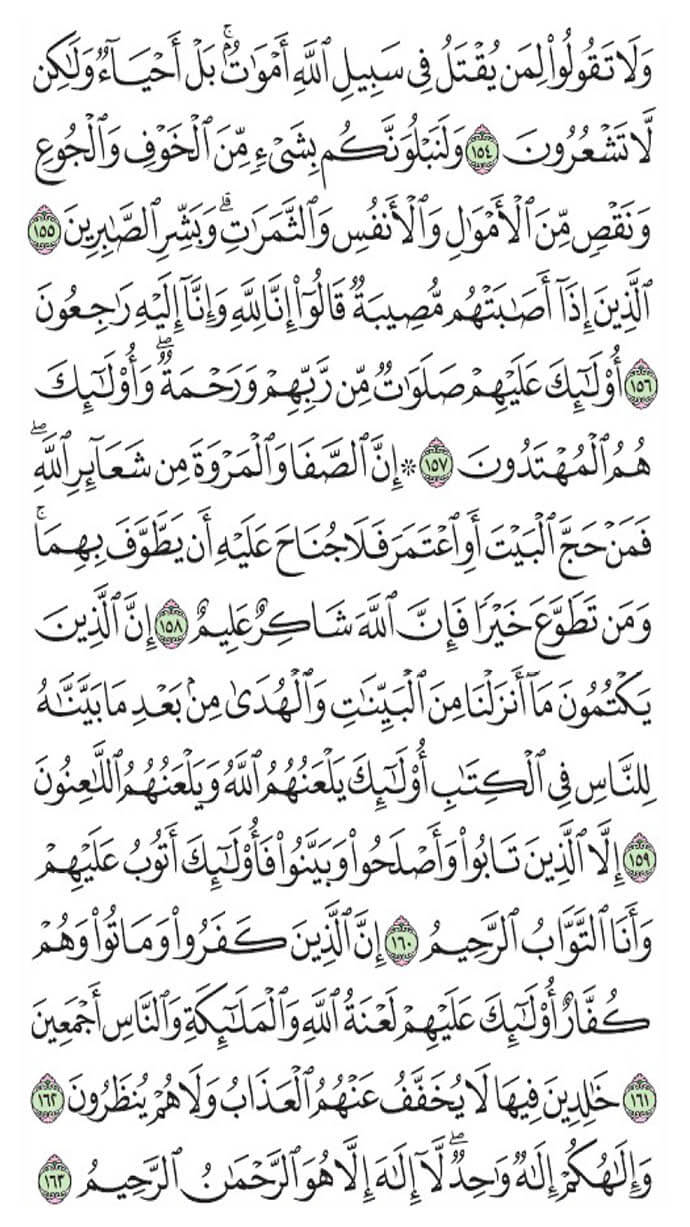 وَلَا تَقُولُوا۟ لِمَن يُقْتَلُ فِى سَبِيلِ ٱللَّهِ أَمْوَٰتٌۢ ۚ بَلْ أَحْيَآءٌ وَلَٰكِن
لَّا تَشْعُرُونَ ١٥٤ وَلَنَبْلُوَنَّكُم بِشَىْءٍ مِّنَ ٱلْخَوْفِ وَٱلْجُوعِ
وَنَقْصٍ مِّنَ ٱلْأَمْوَٰلِ وَٱلْأَنفُسِ وَٱلثَّمَرَٰتِ ۗ وَبَشِّرِ ٱلصَّٰبِرِينَ ١٥٥
ٱلَّذِينَ إِذَآ أَصَٰبَتْهُم مُّصِيبَةٌ قَالُوٓا۟ إِنَّا لِلَّهِ وَإِنَّآ إِلَيْهِ رَٰجِعُونَ
١٥٦ أُو۟لَٰٓئِكَ عَلَيْهِمْ صَلَوَٰتٌ مِّن رَّبِّهِمْ وَرَحْمَةٌ ۖ وَأُو۟لَٰٓئِكَ
هُمُ ٱلْمُهْتَدُونَ ١٥٧ ۞ إِنَّ ٱلصَّفَا وَٱلْمَرْوَةَ مِن شَعَآئِرِ ٱللَّهِ ۖ
فَمَنْ حَجَّ ٱلْبَيْتَ أَوِ ٱعْتَمَرَ فَلَا جُنَاحَ عَلَيْهِ أَن يَطَّوَّفَ بِهِمَا ۚ
وَمَن تَطَوَّعَ خَيْرًا فَإِنَّ ٱللَّهَ شَاكِرٌ عَلِيمٌ ١٥٨ إِنَّ ٱلَّذِينَ
يَكْتُمُونَ مَآ أَنزَلْنَا مِنَ ٱلْبَيِّنَٰتِ وَٱلْهُدَىٰ مِنۢ بَعْدِ مَا بَيَّنَّٰهُ
لِلنَّاسِ فِى ٱلْكِتَٰبِ أُو۟لَٰٓئِكَ يَلْعَنُهُمُ ٱللَّهُ وَيَلْعَنُهُمُ ٱللَّٰعِنُونَ
١٥٩ إِلَّا ٱلَّذِينَ تَابُوا۟ وَأَصْلَحُوا۟ وَبَيَّنُوا۟ فَأُو۟لَٰٓئِكَ أَتُوبُ عَلَيْهِمْ
وَأَنَا ٱلتَّوَّابُ ٱلرَّحِيمُ ١٦٠ إِنَّ ٱلَّذِينَ كَفَرُوا۟ وَمَاتُوا۟ وَهُمْ
كُفَّارٌ أُو۟لَٰٓئِكَ عَلَيْهِمْ لَعْنَةُ ٱللَّهِ وَٱلْمَلَٰٓئِكَةِ وَٱلنَّاسِ أَجْمَعِينَ
١٦١ خَٰلِدِينَ فِيهَا لَا يُخَفَّفُ عَنْهُمُ ٱلْعَذَابُ وَلَا هُمْ يُنظَرُونَ ١٦٢
وَإِلَٰهُكُمْ إِلَٰهٌ وَٰحِدٌ ۖ لَّآ إِلَٰهَ إِلَّا هُوَ ٱلرَّحْمَٰنُ ٱلرَّحِيمُ ١٦٣